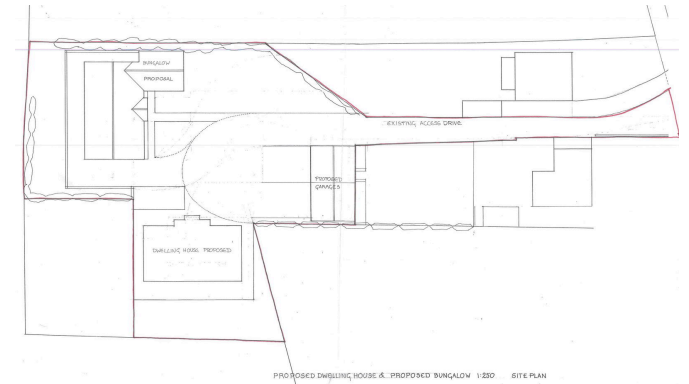 BUNGALOW
PROPOSAL
EXISTING ACCESS DRIVE.
PROPOSED
GARAGES
DWELLING HOUSE PROPOSED.
PROPOSED DWELLING HOUSE & PROPOSED BUNGALOW 1:250 SITE PLAN